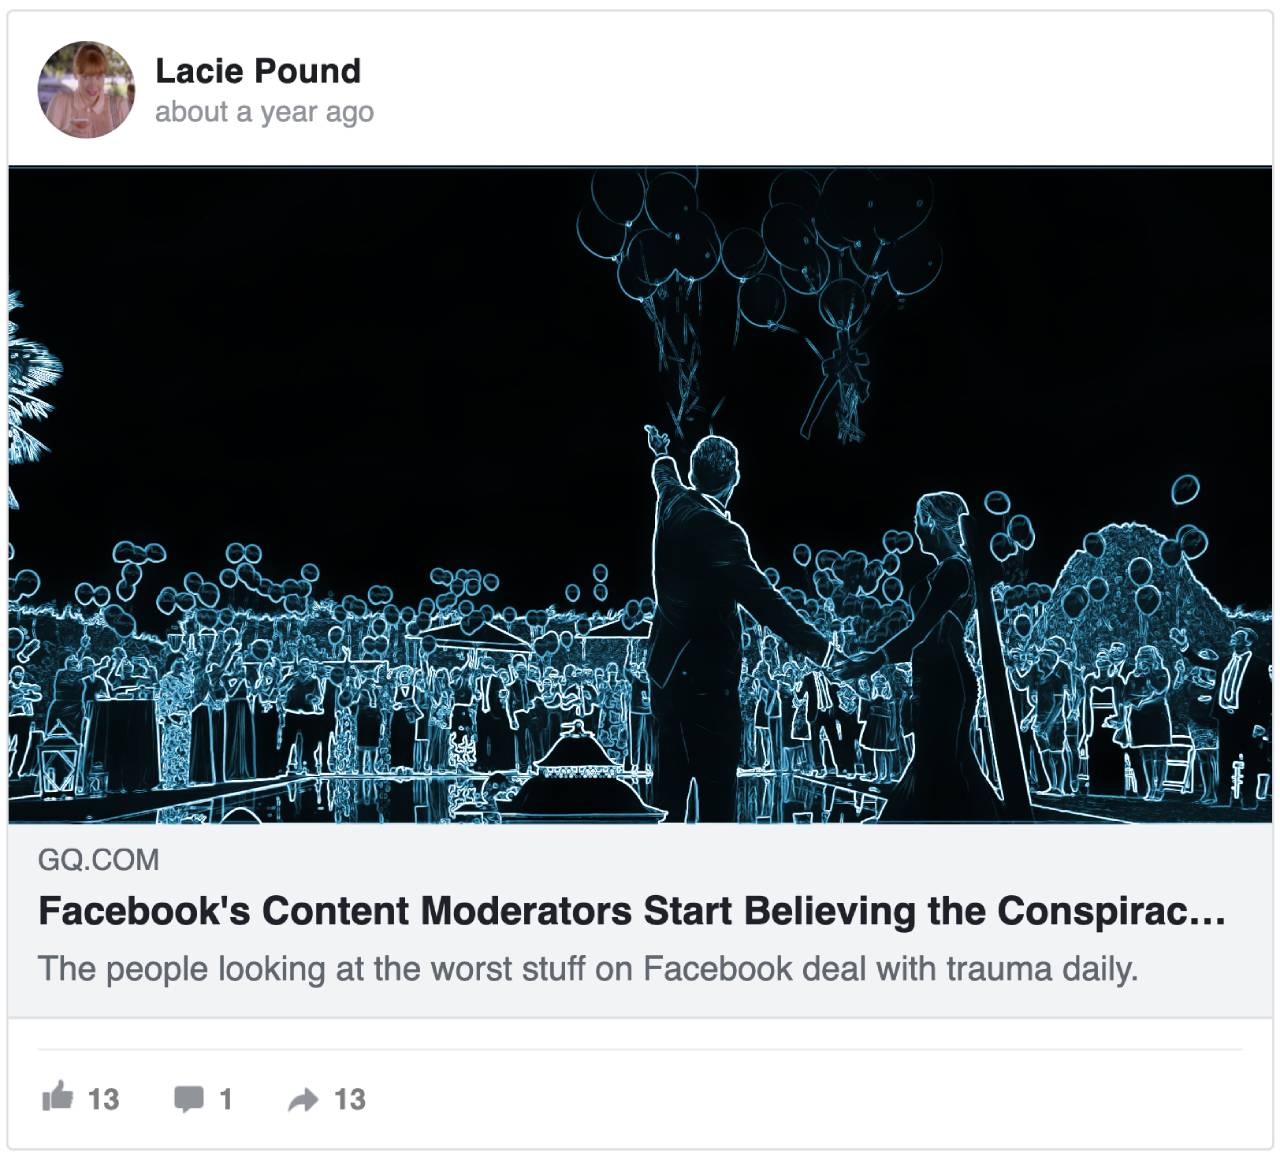 Lacie Pound
about a year ago
GQ.COM
Facebook's Content Moderators Start Believing the Conspirac...
The people looking at the worst stuff on Facebook deal with trauma daily.
13 1 13